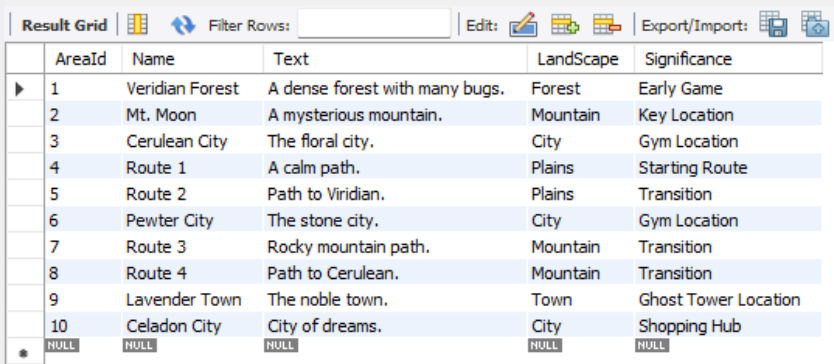 Result Grid Filter Rows: Edit: Export/Import:
AreaId Name Text LandScape Significance
1 Veridian Forest A dense forest with many bugs. Forest Early Game
2 Mt. Moon A mysterious mountain. Mountain Key Location
3 Cerulean City The floral city. City Gym Location
4 Route 1 A calm path. Plains Starting Route
5 Route 2 Path to Viridian. Plains Transition
6 Pewter City The stone city. City Gym Location
7 Route 3 Rocky mountain path. Mountain Transition
8 Route 4 Path to Cerulean. Mountain Transition
9 Lavender Town The noble town. Town Ghost Tower Location
10 Celadon City City of dreams. City Shopping Hub
NULL NULL NULL NULL NULL